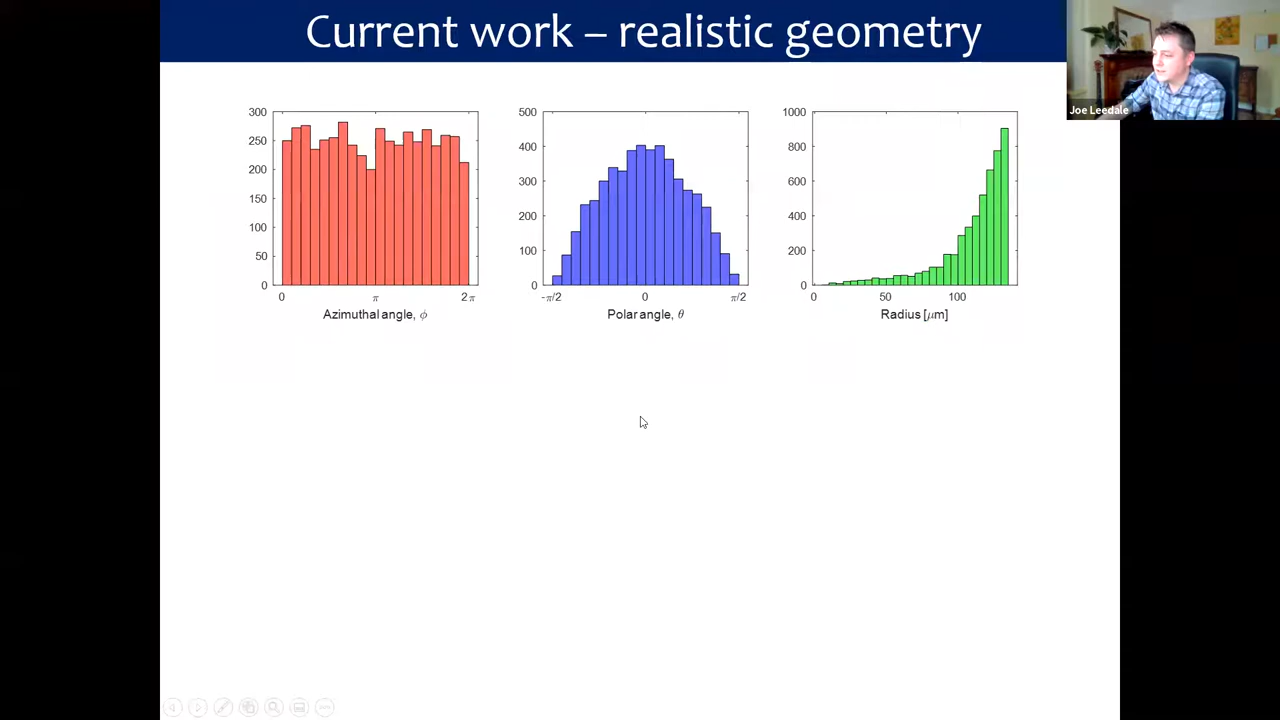 Current work – realistic geometry
Joe Leedale
300
250
200
150
100
50
0
0
π
2π
Azimuthal angle, ϕ
500
400
300
200
100
0
-π/2
0
π/2
Polar angle, θ
1000
800
600
400
200
0
0
50
100
Radius [μm]